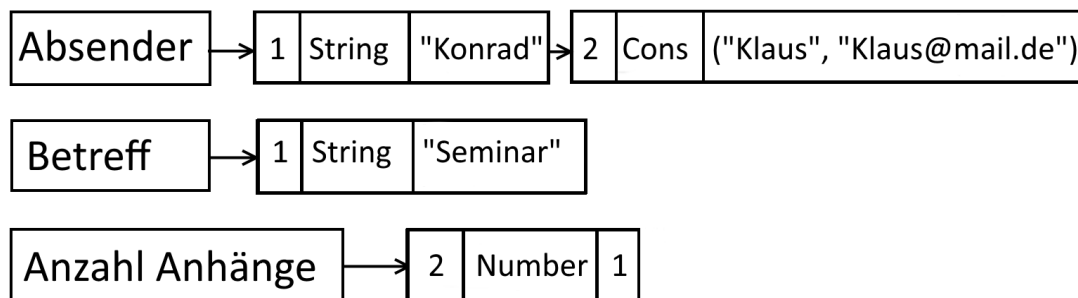 Absender 1 String "Konrad" 2 Cons ("Klaus", "Klaus@mail.de")
Betreff 1 String "Seminar"
Anzahl Anhänge 2 Number 1